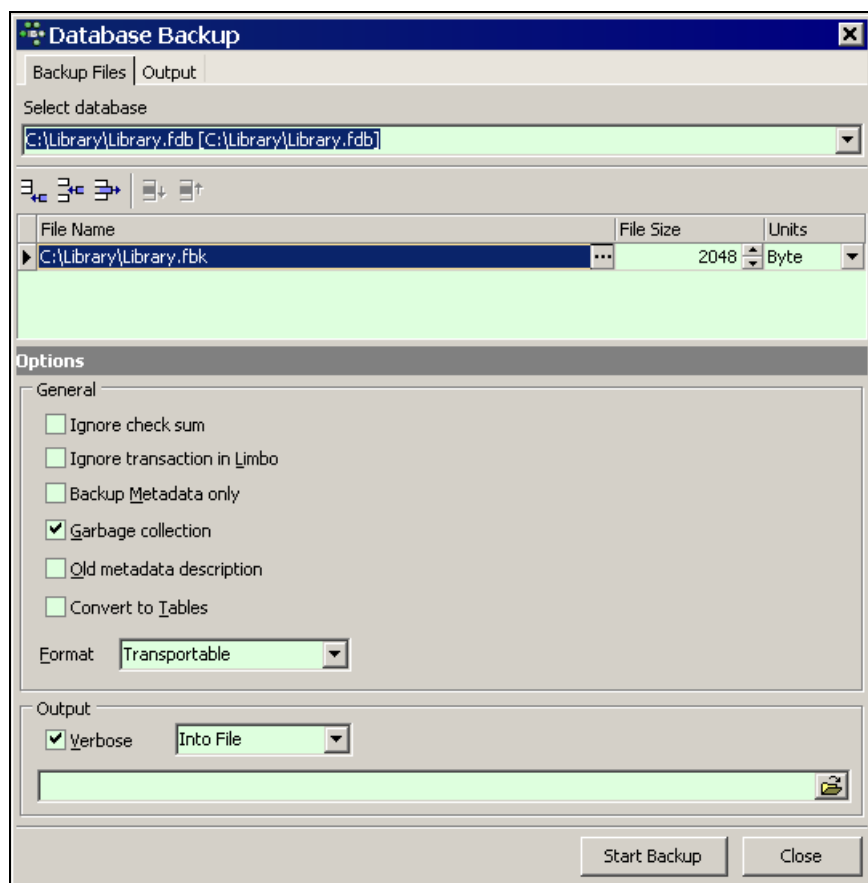 Database Backup
Backup Files Output
Select database
C:\Library\Library.fdb [C:\Library\Library.fdb]
File Name File Size Units
C:\Library\Library.fbk ... 2048 Byte
Options
General
Ignore check sum
Ignore transaction in Limbo
Backup Metadata only
Garbage collection
Old metadata description
Convert to Tables
Format Transportable
Output
Verbose Into File
Start Backup Close